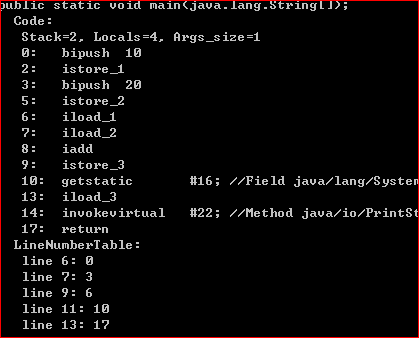 public static void main(java.lang.String[]);
Code:
Stack=2, Locals=4, Args_size=1
0: bipush 10
2: istore_1
3: bipush 20
5: istore_2
6: iload_1
7: iload_2
8: iadd
9: istore_3
10: getstatic #16; //Field java/lang/System
13: iload_3
14: invokevirtual #22; //Method java/io/PrintSt
17: return
LineNumberTable:
line 6: 0
line 7: 3
line 9: 6
line 11: 10
line 13: 17